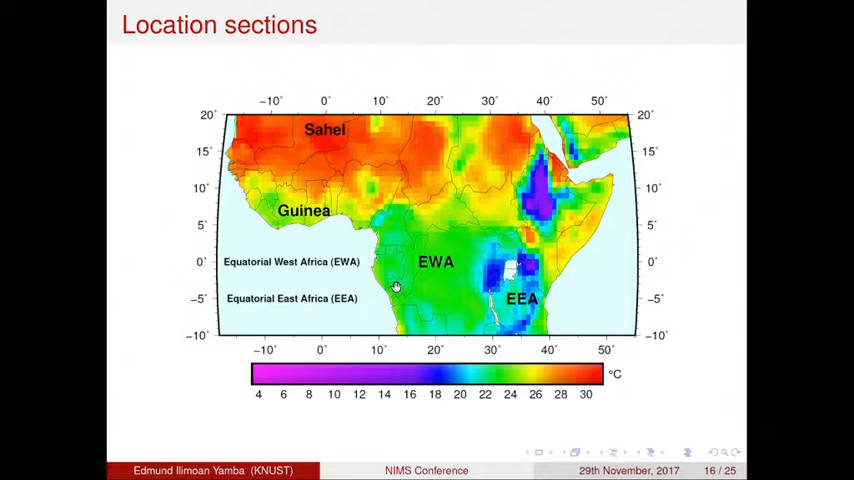 Location sections
−10° 0° 10° 20° 30° 40° 50°
20° 20°
Sahel
15° 15°
10° 10°
Guinea
5° 5°
Equatorial West Africa (EWA) EWA
0° 0°
Equatorial East Africa (EEA) EEA
−5° −5°
−10° −10°
−10° 0° 10° 20° 30° 40° 50°
°C
4 6 8 10 12 14 16 18 20 22 24 26 28 30
Edmund Ilimoan Yamba (KNUST) NIMS Conference 29th November, 2017 16 / 25